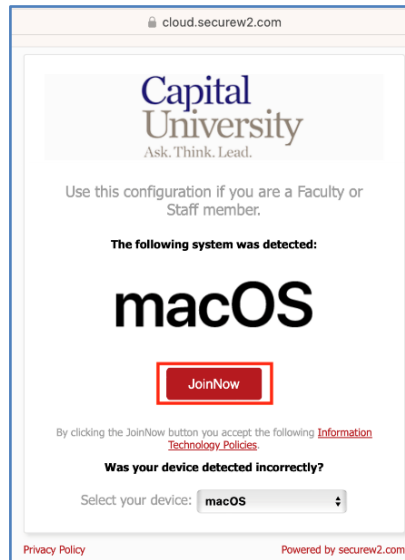 cloud.securew2.com
Capital
University
Ask. Think. Lead.
Use this configuration if you are a Faculty or
Staff member.
The following system was detected:
macOS
JoinNow
By clicking the JoinNow button you accept the following Information
Technology Policies.
Was your device detected incorrectly?
Select your device: macOS
Privacy Policy Powered by securew2.com